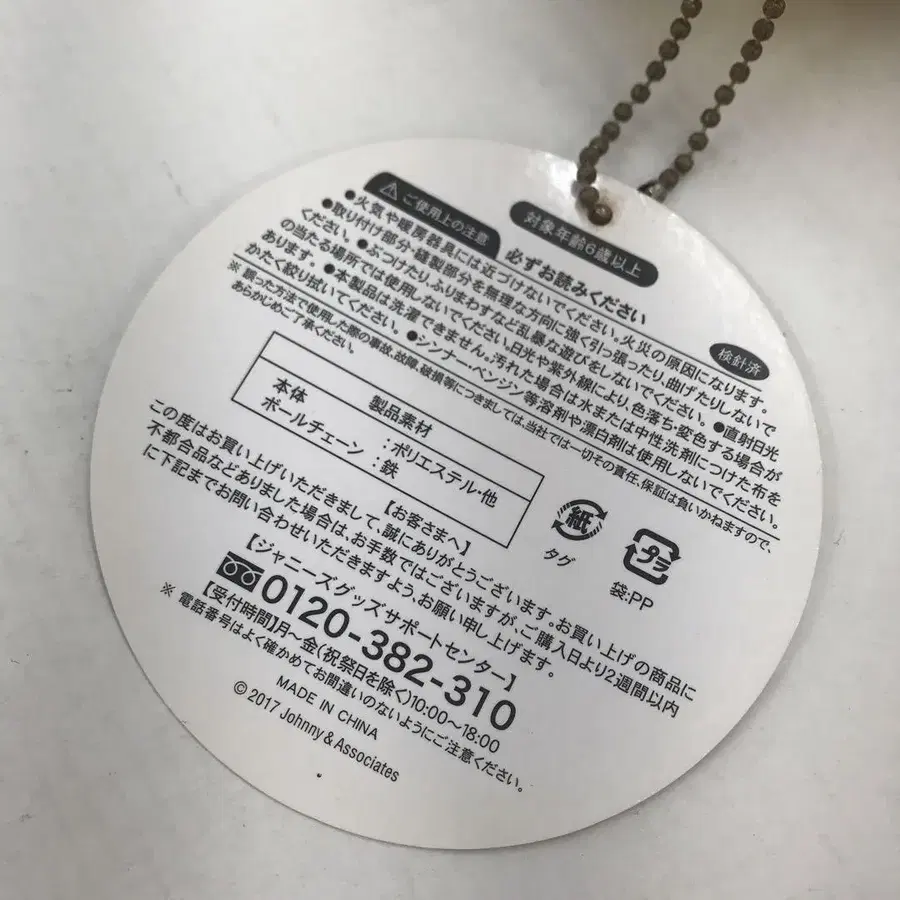 対象年齢6歳以上
⚠ご使用上の注意 必ずお読みください
検針済
●火気や暖房器具には近づけないでください。火災の原因になります。
●取り付け部分・縫製部分を無理な方向に強く引っ張ったり、曲げたりしないで
ください。●ぶつけたり、ふりまわすなど乱暴な遊びをしないでください。●直射日光
の当たる場所では使用しないでください。日光や紫外線により、色落ち・変色する場合が
あります。●本製品は洗濯できません。汚れた場合は水または中性洗剤につけた布を
かたく絞り拭いてください。●シンナー・ベンジン等溶剤や漂白剤は使用しないでください。
※誤った方法で使用した際の事故、故障、破損等につきましては、当社では一切その責任、保証は負いかねますので、
あらかじめご了承ください。
製品素材
本体 :ポリエステル・他
ボールチェーン :鉄
紙
タグ
プラ
袋:PP
【お客さまへ】
この度はお買い上げいただきまして、誠にありがとうございます。お買い上げの商品に
不都合品などありました場合は、お手数ではございますが、ご購入日より2週間以内
に下記までお問い合わせいただきますよう、お願い申し上げます。
【ジャニーズグッズサポートセンター】
0120-382-310
【受付時間】月〜金(祝祭日を除く)10:00〜18:00
※ 電話番号はよく確かめてお間違いのないようにご注意ください。
MADE IN CHINA
© 2017 Johnny & Associates